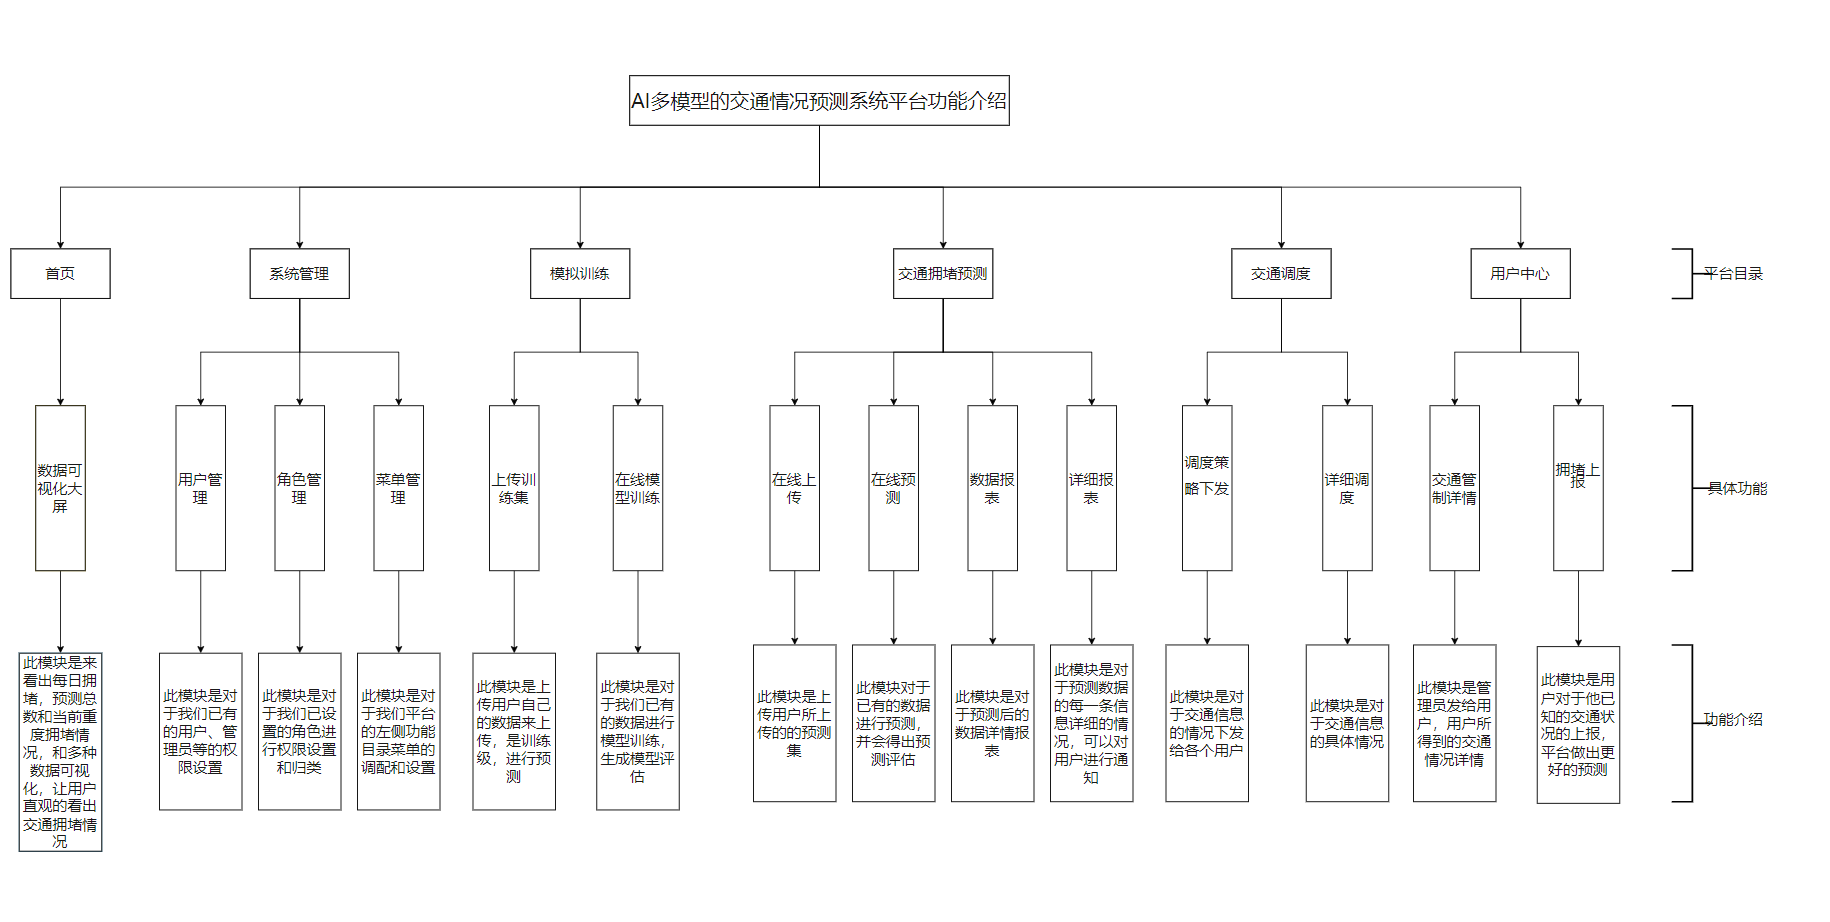 AI多模型的交通情况预测系统平台功能介绍
首页
系统管理
模拟训练
交通拥堵预测
交通调度
用户中心
平台目录
数据可
视化大
屏
用户管
理
角色管
理
菜单管
理
上传训
练集
在线模
型训练
在线上
传
在线预
测
数据报
表
详细报
表
调度策
略下发
详细调
度
交通管
制详情
拥堵上
报
具体功能
此模块是来
看出每日拥
堵，预测总
数和当前重
度拥堵情
况，和多种
数据可视
化，让用户
直观的看出
交通拥堵情
况
此模块是对
于我们已有
的用户、管
理员等的权
限设置
此模块是对
于我们已设
置的角色进
行权限设置
和归类
此模块是对
于我们平台
的左侧功能
目录菜单的
调配和设置
此模块是上
传用户自己
的数据来上
传，是训练
级，进行预
测
此模块是对
于我们已有
的数据进行
模型训练，
生成模型评
估
此模块是上
传用户所上
传的的预测
集
此模块对于
已有的数据
进行预测，
并会得出预
测评估
此模块是对
于预测后的
数据详情报
表
此模块是对
于预测数据
的每一条信
息详细的情
况，可以对
用户进行通
知
此模块是对
于交通信息
的情况下发
给各个用户
此模块是对
于交通信息
的具体情况
此模块是管
理员发给用
户，用户所
得到的交通
情况详情
此模块是用
户对于他已
知的交通状
况的上报，
平台做出更
好的预测
功能介绍